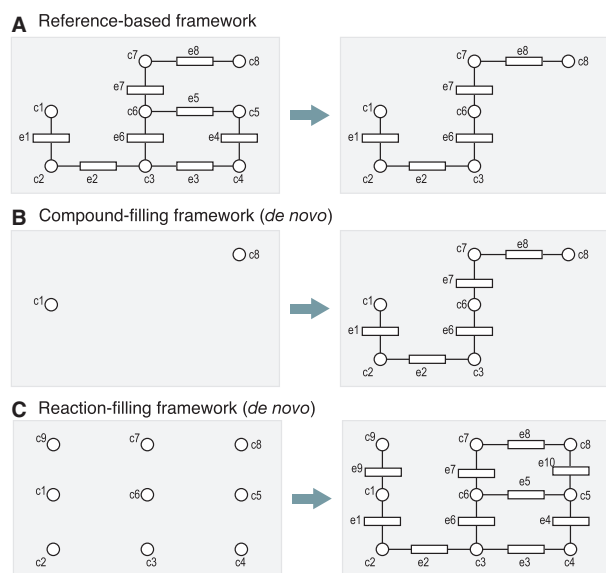 A Reference-based framework
c7 e8 c8
e7
c1 c6 e5 c5
e1 e6 e4
c2 e2 c3 e3 c4
c7 e8 c8
e7
c1 c6
e1 e6
c2 e2 c3
B Compound-filling framework (de novo)
c8
c1
c7 e8 c8
e7
c1 c6
e1 e6
c2 e2 c3
C Reaction-filling framework (de novo)
c9 c7 c8
c1 c6 c5
c2 c3 c4
c9 c7 e8 c8
e9 e7 e10
c1 c6 e5 c5
e1 e6 e4
c2 e2 c3 e3 c4